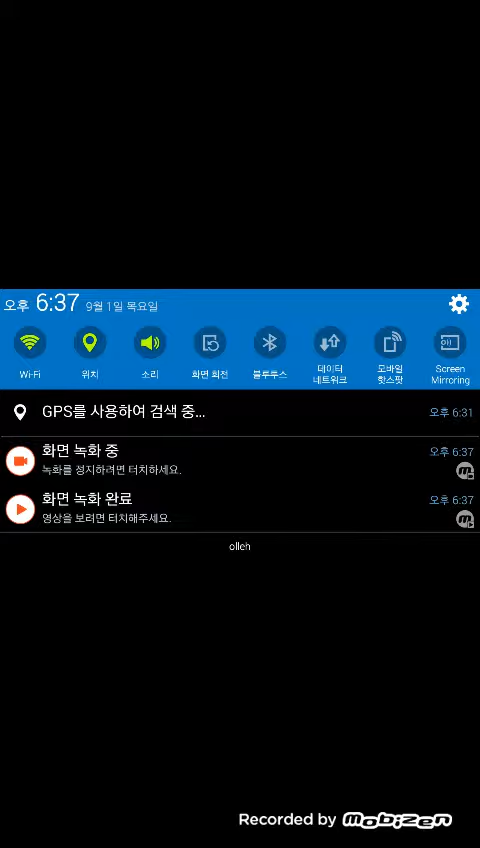 오후 6:37 9월 1일 목요일
Wi-Fi
위치
소리
화면 회전
블루투스
데이터
네트워크
모바일
핫스팟
Screen
Mirroring
GPS를 사용하여 검색 중...
오후 6:31
화면 녹화 중
오후 6:37
녹화를 정지하려면 터치하세요.
화면 녹화 완료
오후 6:37
영상을 보려면 터치해주세요.
olleh
Recorded by Mobizen